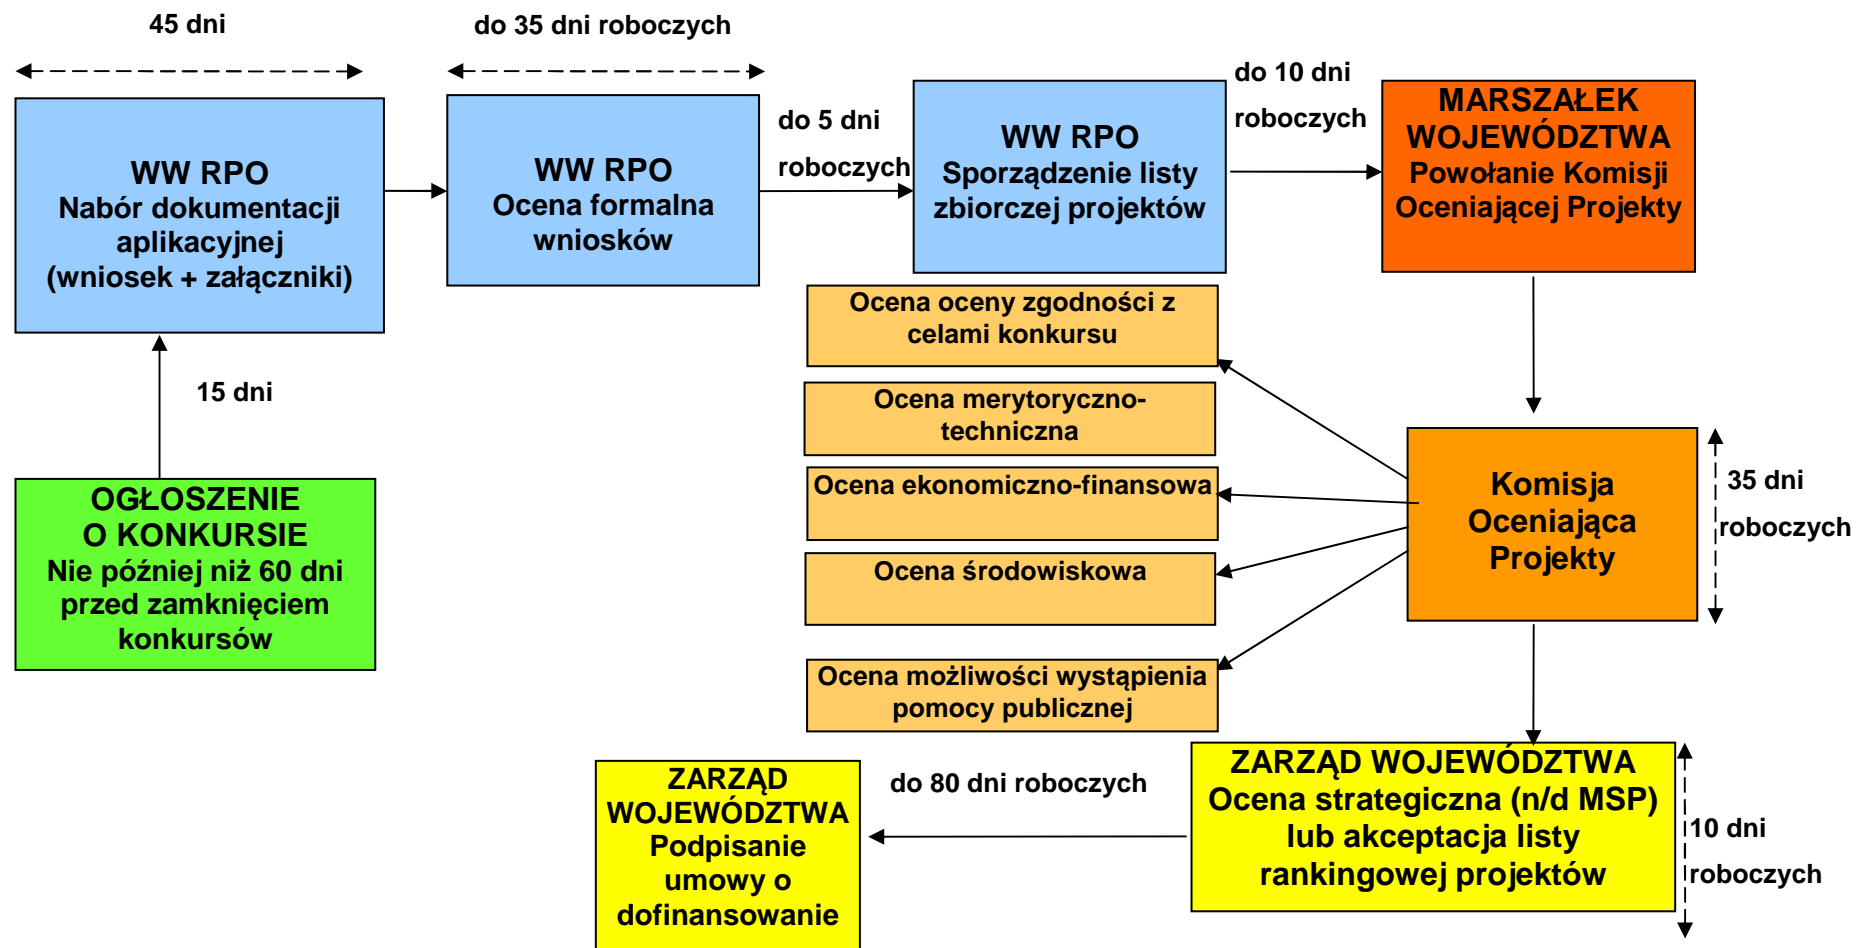 45 dni
do 35 dni roboczych
WW RPO
Nabór dokumentacji
aplikacyjnej
(wniosek + załączniki)
WW RPO
Ocena formalna
wniosków
do 5 dni
roboczych
WW RPO
Sporządzenie listy
zbiorczej projektów
do 10 dni
roboczych
MARSZAŁEK
WOJEWÓDZTWA
Powołanie Komisji
Oceniającej Projekty
15 dni
OGŁOSZENIE
O KONKURSIE
Nie później niż 60 dni
przed zamknięciem
konkursów
Ocena oceny zgodności z
celami konkursu
Ocena merytoryczno-
techniczna
Ocena ekonomiczno-finansowa
Ocena środowiskowa
Ocena możliwości wystąpienia
pomocy publicznej
Komisja
Oceniająca
Projekty
35 dni
roboczych
ZARZĄD WOJEWÓDZTWA
Ocena strategiczna (n/d MSP)
lub akceptacja listy
rankingowej projektów
10 dni
roboczych
do 80 dni roboczych
ZARZĄD
WOJEWÓDZTWA
Podpisanie
umowy o
dofinansowanie